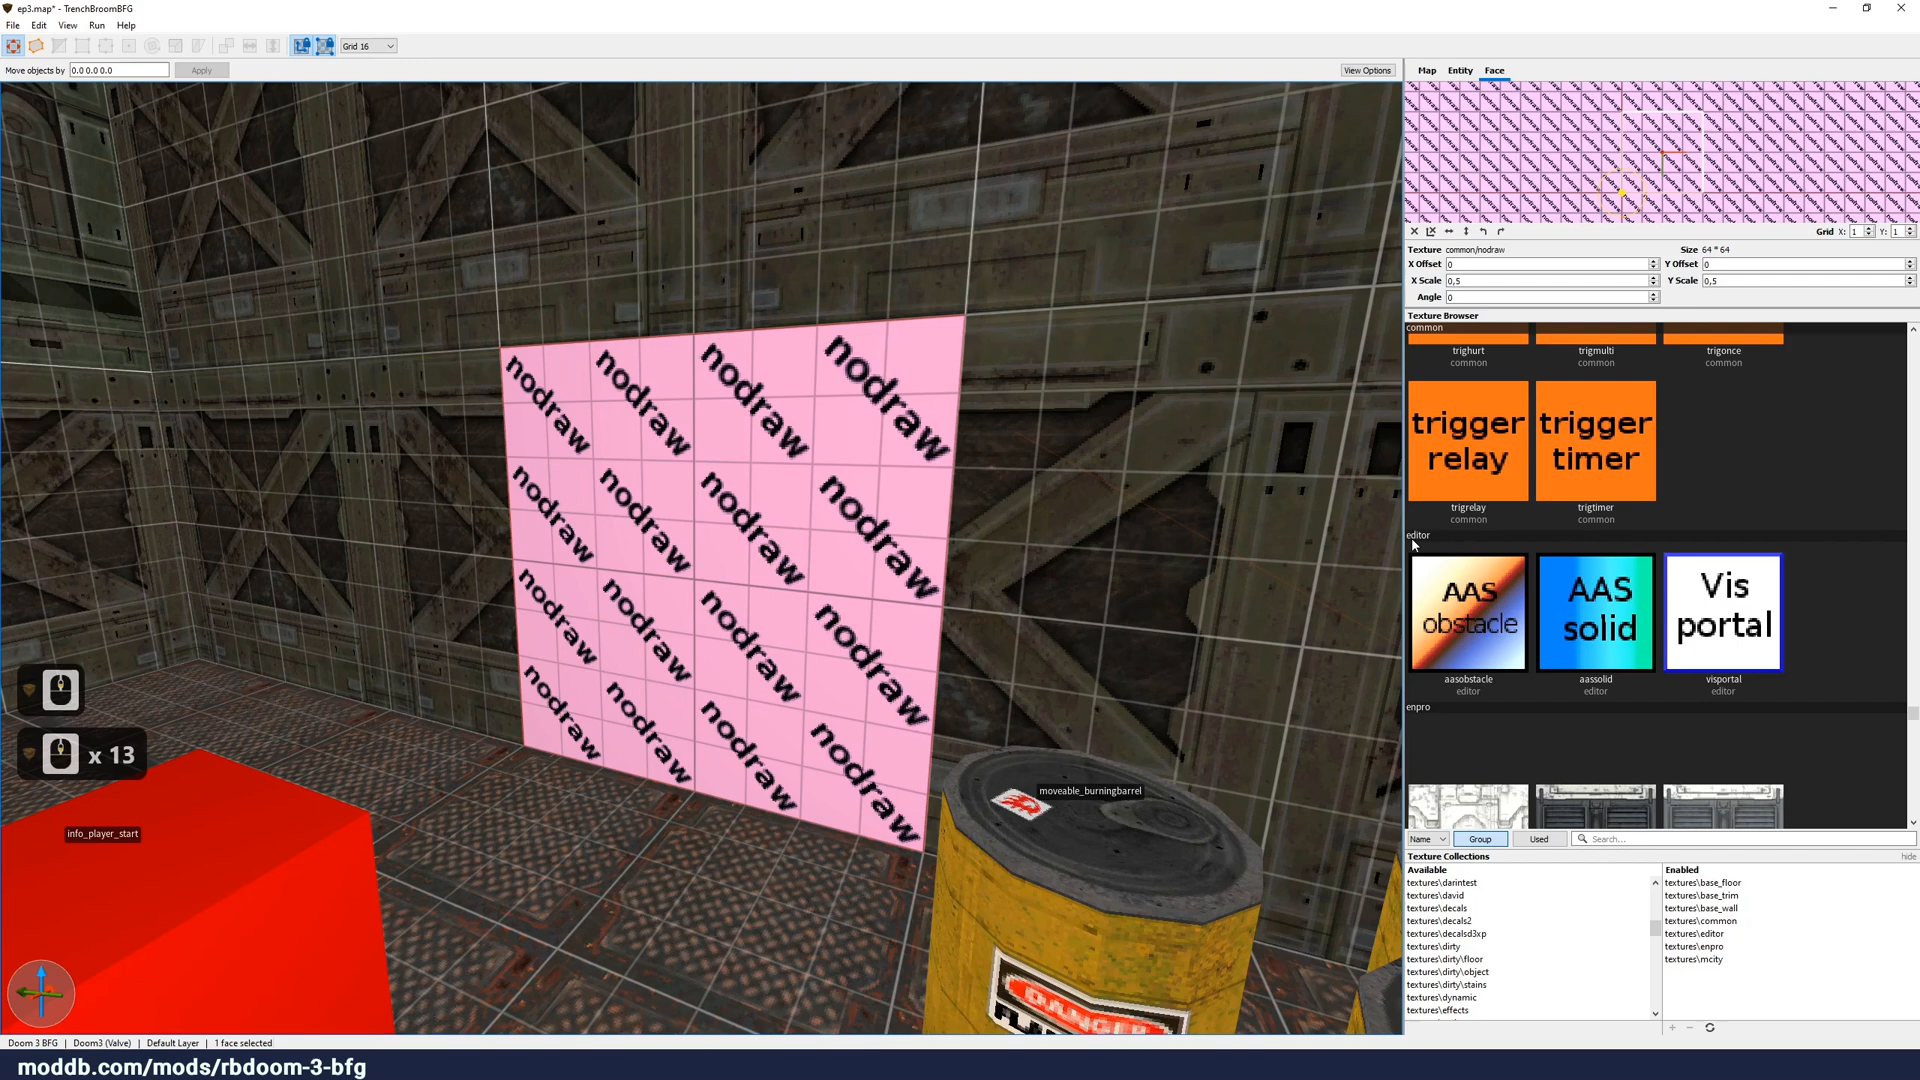 ep3.map* - TrenchBroomBFG
File Edit View Run Help
Grid 16
Move objects by 0.0 0.0 0.0 Apply
View Options
nodraw nodraw nodraw nodraw
nodraw nodraw nodraw nodraw
nodraw nodraw nodraw nodraw
nodraw nodraw nodraw nodraw
x 13
info_player_start
moveable_burningbarrel
DANGER
Map Entity Face
Grid X: 1 Y: 1
Texture common/nodraw Size 64 * 64
X Offset 0 Y Offset 0
X Scale 0,5 Y Scale 0,5
Angle 0
Texture Browser
common
trighurt trigmulti trigonce
common common common
trigger relay
trigger timer
trigrelay trigtimer
common common
editor
AAS obstacle
AAS solid
Vis portal
aasobstacle aassolid visportal
editor editor editor
enpro
Name Group Used Search...
Texture Collections hide
Available
textures\darintest
textures\david
textures\decals
textures\decals2
textures\decalsd3xp
textures\dirty
textures\dirty\floor
textures\dirty\object
textures\dirty\stains
textures\dynamic
textures\effects
Enabled
textures\base_floor
textures\base_trim
textures\base_wall
textures\common
textures\editor
textures\enpro
textures\mcity
Doom 3 BFG | Doom3 (Valve) | Default Layer | 1 face selected
moddb.com/mods/rbdoom-3-bfg